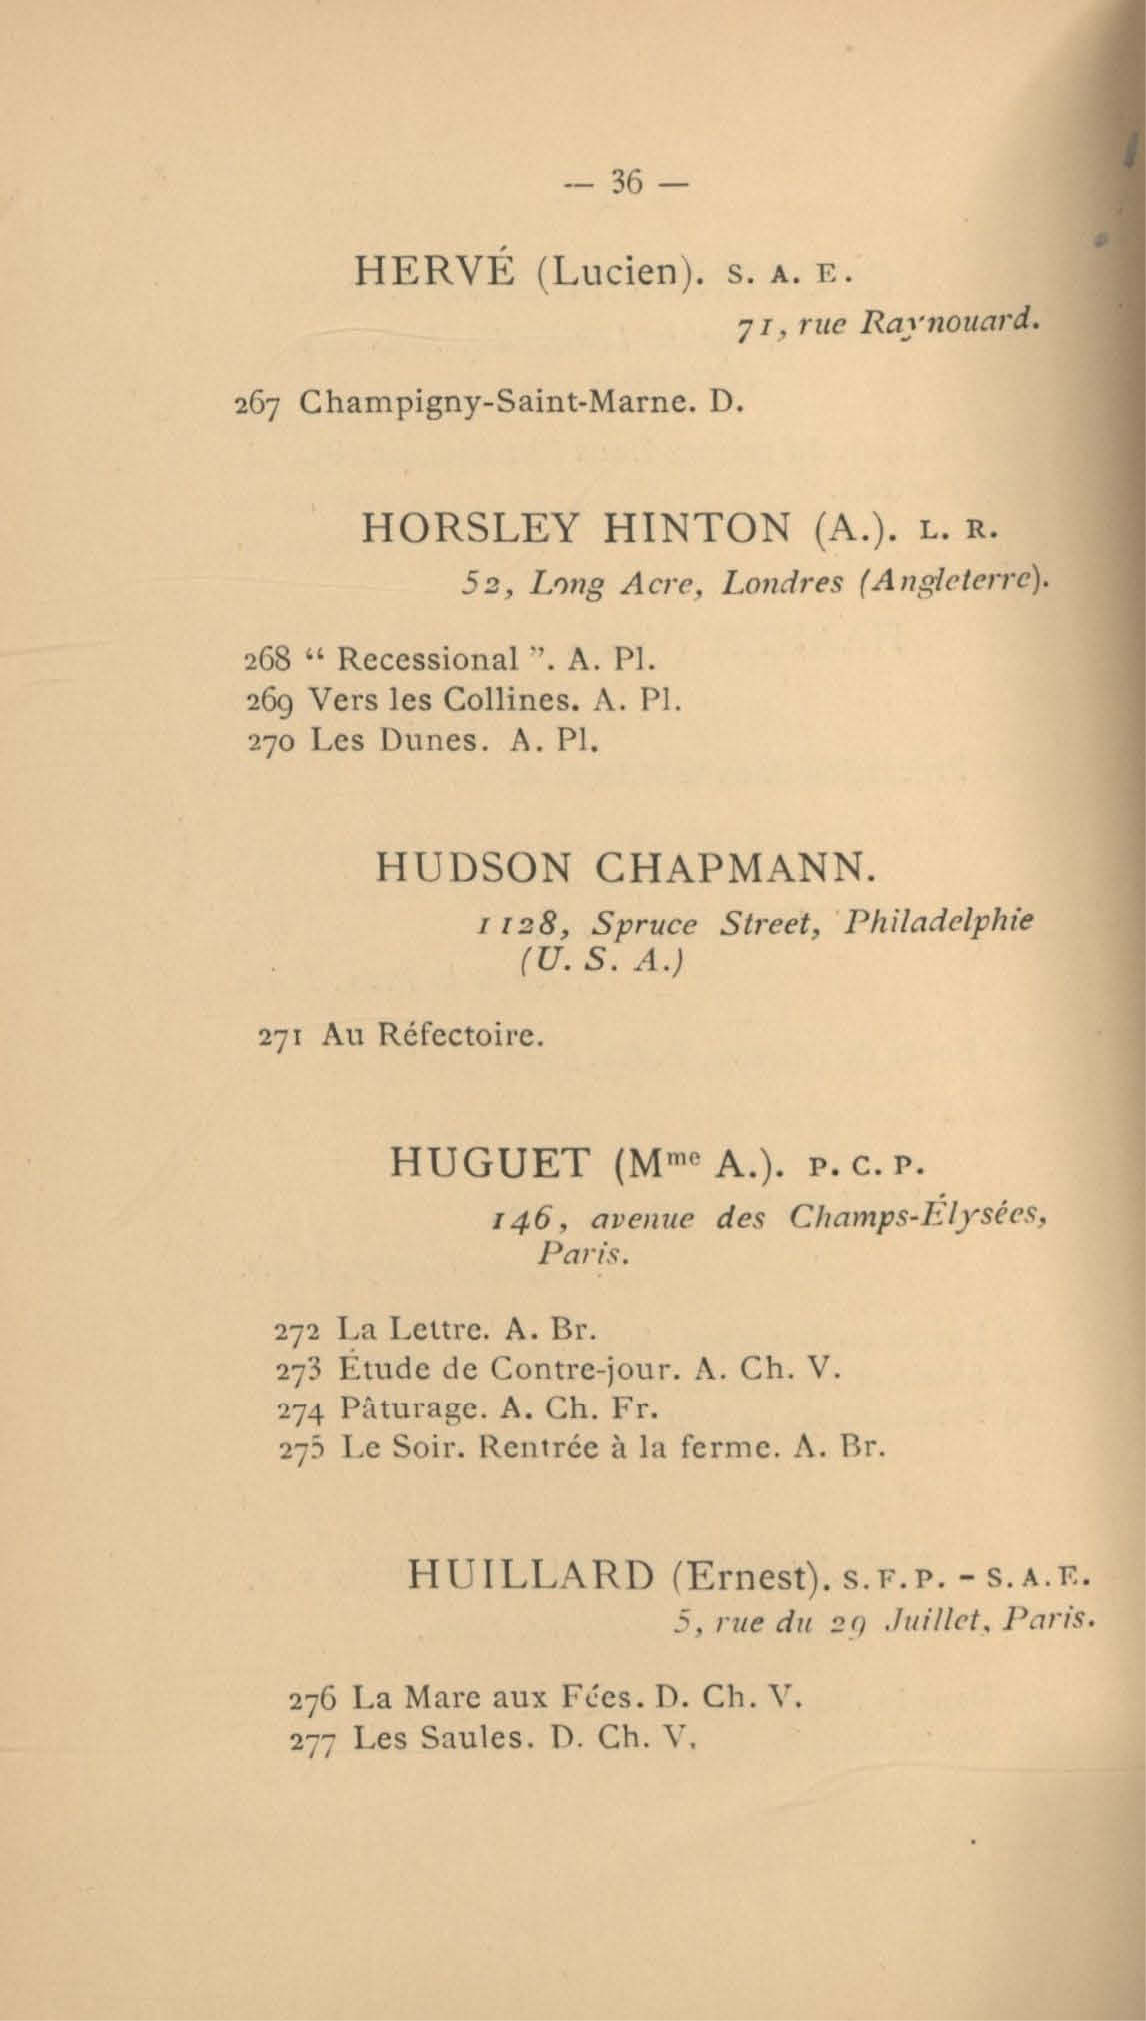 — 36 —
HERVÉ (Lucien). S. A. E.
71, rue Raynouard.
267 Champigny-Saint-Marne. D.
HORSLEY HINTON (A.). L. R.
52, Long Acre, Londres (Angleterre).
268 “ Recessional ”. A. Pl.
269 Vers les Collines. A. Pl.
270 Les Dunes. A. Pl.
HUDSON CHAPMANN.
1128, Spruce Street, Philadelphie
(U. S. A.)
271 Au Réfectoire.
HUGUET (Mme A.). P. C. P.
146, avenue des Champs-Élysées,
Paris.
272 La Lettre. A. Br.
273 Étude de Contre-jour. A. Ch. V.
274 Pâturage. A. Ch. Fr.
275 Le Soir. Rentrée à la ferme. A. Br.
HUILLARD (Ernest). S. F. P. - S. A. E.
5, rue du 29 Juillet, Paris.
276 La Mare aux Fées. D. Ch. V.
277 Les Saules. D. Ch. V.